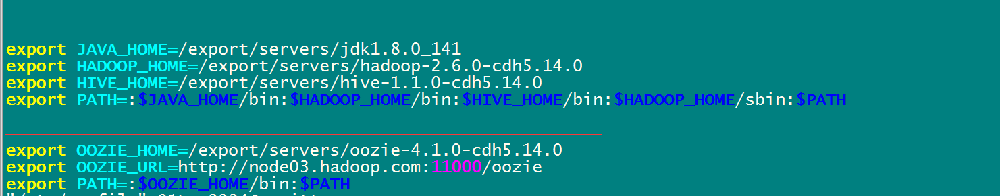 export JAVA_HOME=/export/servers/jdk1.8.0_141
export HADOOP_HOME=/export/servers/hadoop-2.6.0-cdh5.14.0
export HIVE_HOME=/export/servers/hive-1.1.0-cdh5.14.0
export PATH=:$JAVA_HOME/bin:$HADOOP_HOME/bin:$HIVE_HOME/bin:$HADOOP_HOME/sbin:$PATH
export OOZIE_HOME=/export/servers/oozie-4.1.0-cdh5.14.0
export OOZIE_URL=http://node03.hadoop.com:11000/oozie
export PATH=:$OOZIE_HOME/bin:$PATH